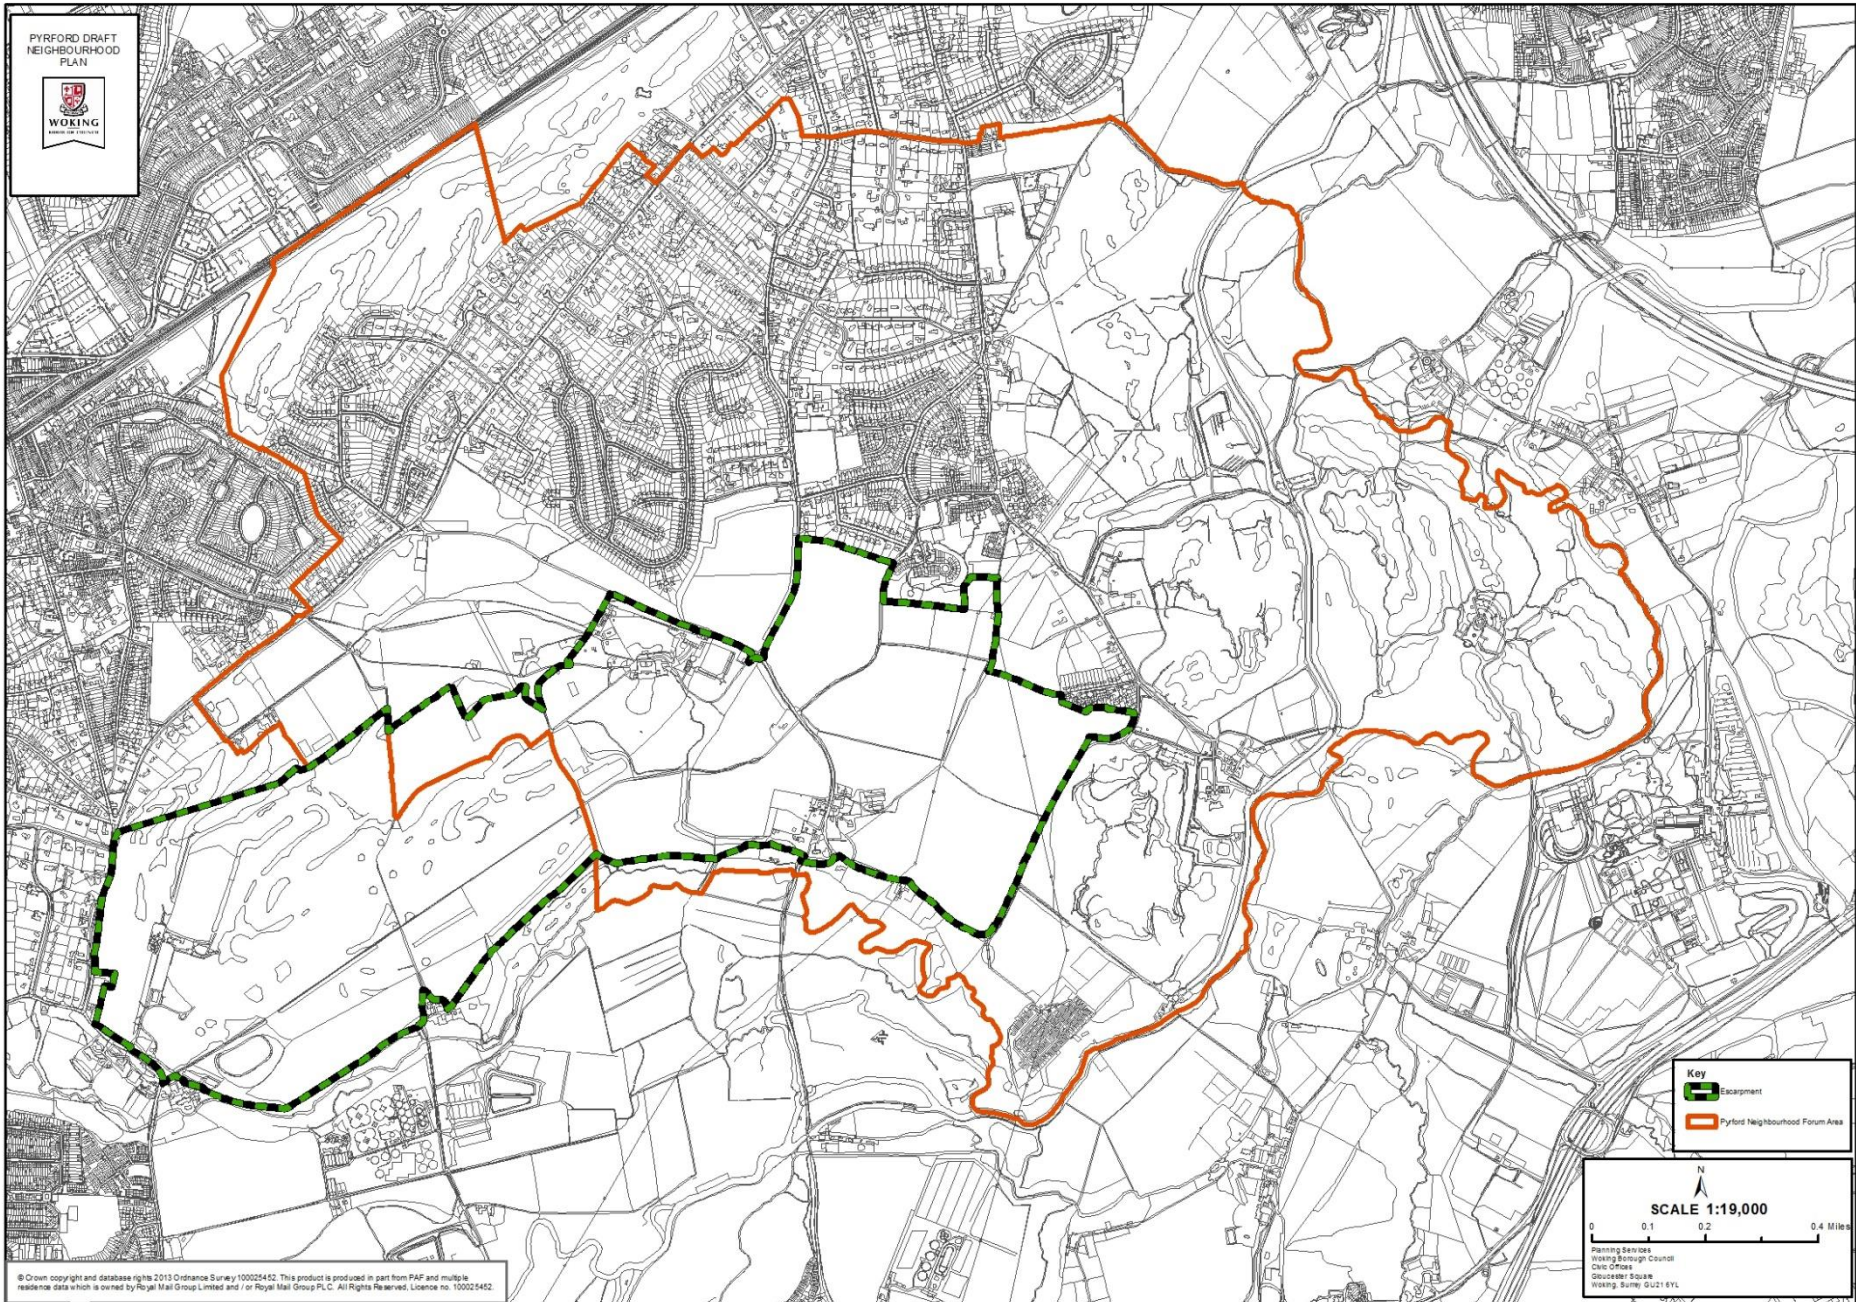 PYRFORD DRAFT
NEIGHBOURHOOD
PLAN
WOKING
BOROUGH COUNCIL
Key
Escarpment
Pyrford Neighbourhood Forum Area
N
SCALE 1:19,000
0 0.1 0.2 0.4 Miles
Planning Services
Woking Borough Council
Civic Offices
Gloucester Square
Woking, Surrey GU21 6YL
© Crown copyright and database rights 2013 Ordnance Survey 100025452. This product is produced in part from PAF and multiple
residence data which is owned by Royal Mail Group Limited and / or Royal Mail Group PLC. All Rights Reserved, Licence no. 100025452.